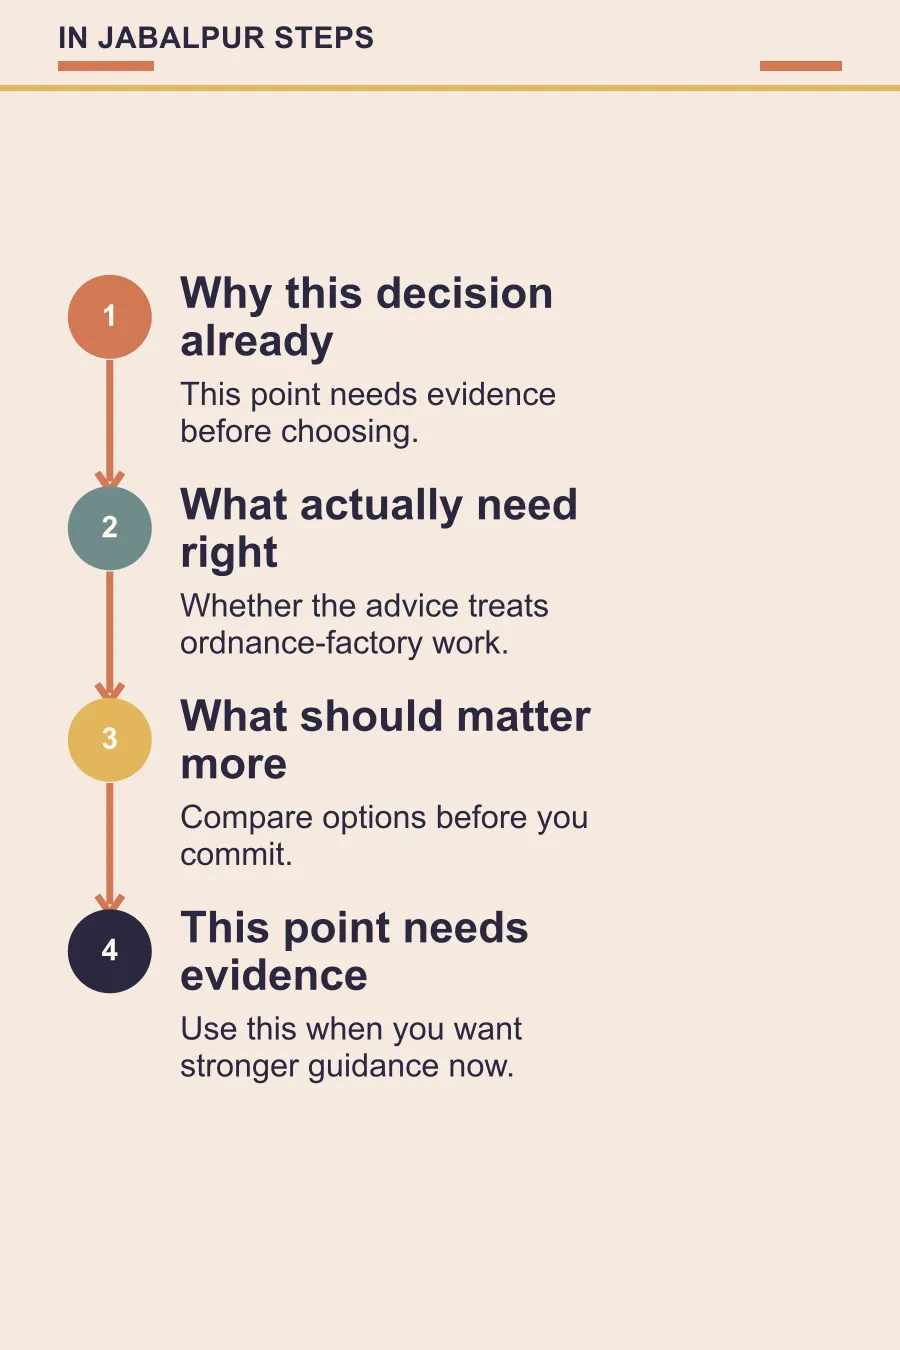 IN JABALPUR STEPS
1
Why this decision
already
This point needs evidence
before choosing.
2
What actually need
right
Whether the advice treats
ordnance-factory work.
3
What should matter
more
Compare options before you
commit.
4
This point needs
evidence
Use this when you want
stronger guidance now.